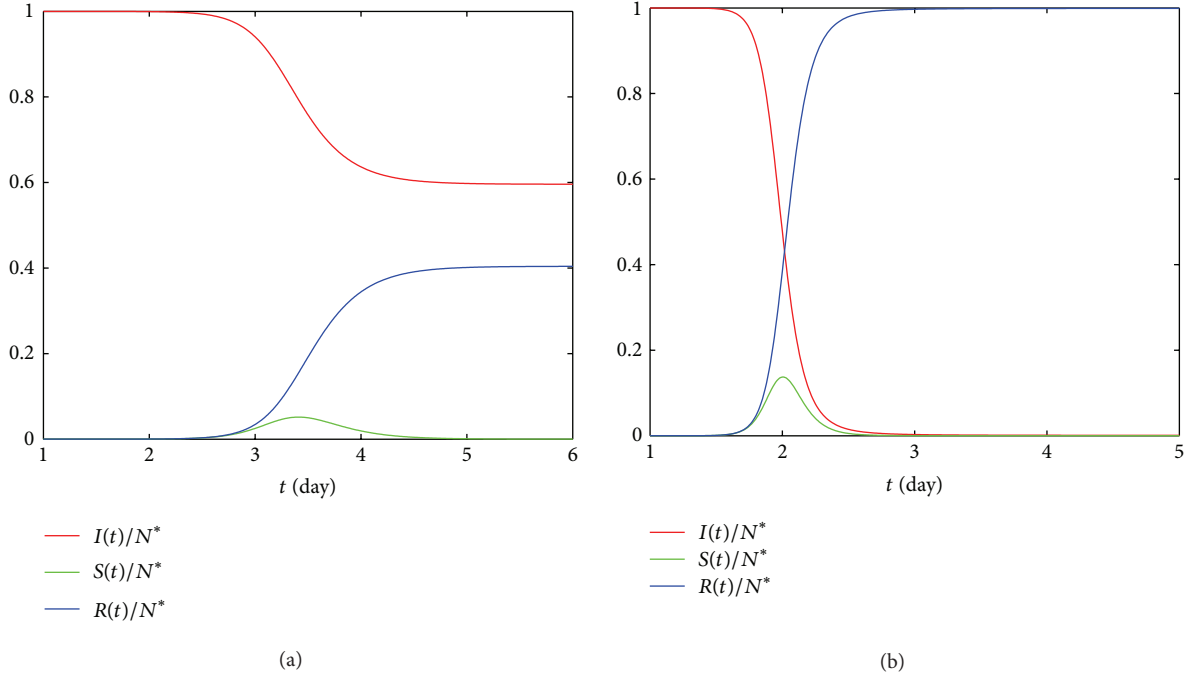 1
0.8
0.6
0.4
0.2
0
1 2 3 4 5 6
t (day)
I(t)/N*
S(t)/N*
R(t)/N*
(a)
1
0.8
0.6
0.4
0.2
0
1 2 3 4 5
t (day)
I(t)/N*
S(t)/N*
R(t)/N*
(b)